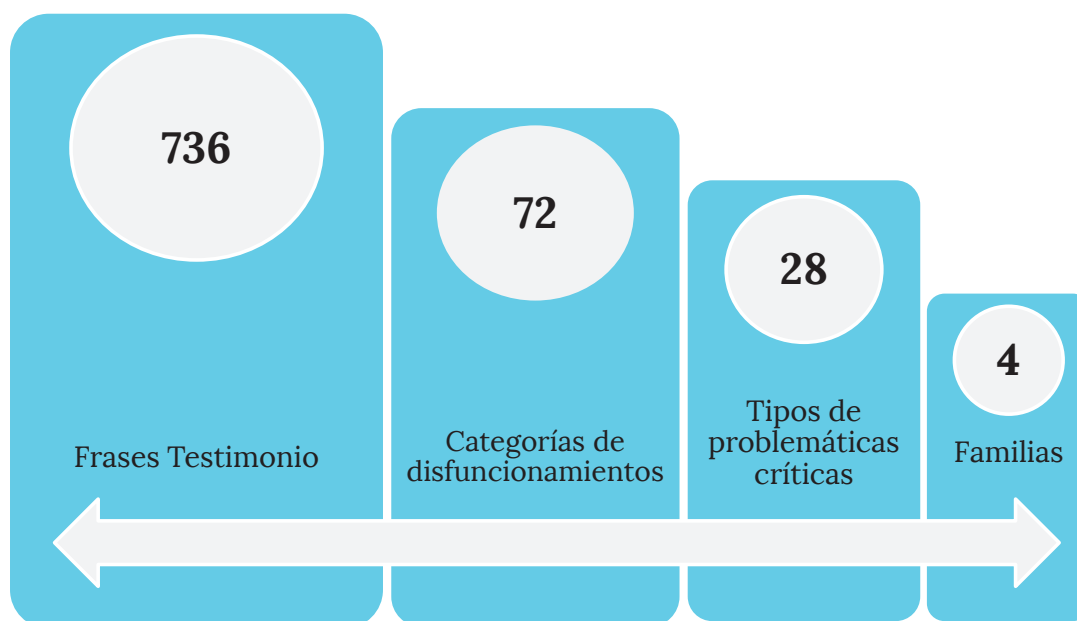 736
Frases Testimonio
72
Categorías de
disfuncionamientos
28
Tipos de
problemáticas
críticas
4
Familias